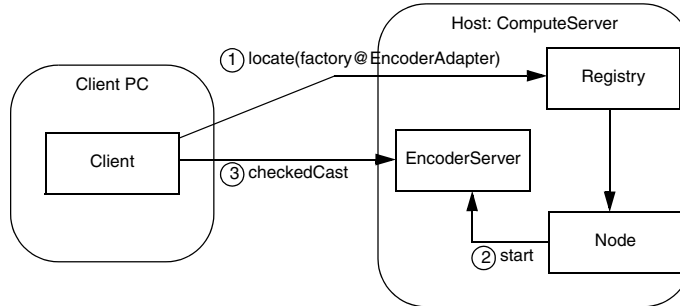 Host: ComputeServer
① locate(factory@EncoderAdapter)
Registry
Client PC
Client
EncoderServer
③ checkedCast
② start
Node